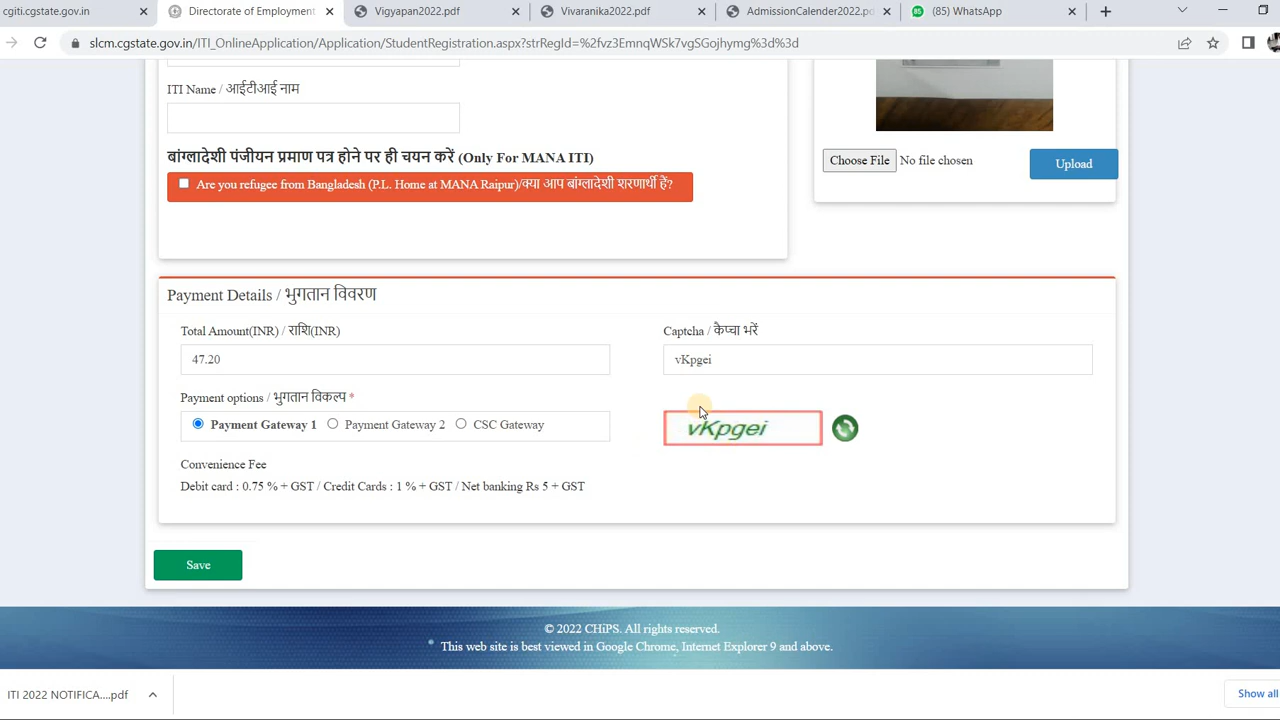 cgiti.cgstate.gov.in
Directorate of Employment
Vigyapan2022.pdf
Vivaranika2022.pdf
AdmissionCalender2022.pd
(85) WhatsApp
slcm.cgstate.gov.in/ITI_OnlineApplication/Application/StudentRegistration.aspx?strRegId=%2fvz3EmnqWSk7vgSGojhymg%3d%3d
ITI Name / आईटीआई नाम
बांग्लादेशी पंजीयन प्रमाण पत्र होने पर ही चयन करें (Only For MANA ITI)
Are you refugee from Bangladesh (P.L. Home at MANA Raipur)/क्या आप बांग्लादेशी शरणार्थी हैं?
Choose File No file chosen
Upload
Payment Details / भुगतान विवरण
Total Amount(INR) / राशि(INR)
47.20
Captcha / कैप्चा भरें
vKpgei
Payment options / भुगतान विकल्प *
Payment Gateway 1 Payment Gateway 2 CSC Gateway
vKpgei
Convenience Fee
Debit card : 0.75 % + GST / Credit Cards : 1 % + GST / Net banking Rs 5 + GST
Save
© 2022 CHiPS. All rights reserved.
* This web site is best viewed in Google Chrome, Internet Explorer 9 and above.
ITI 2022 NOTIFICA....pdf
Show all